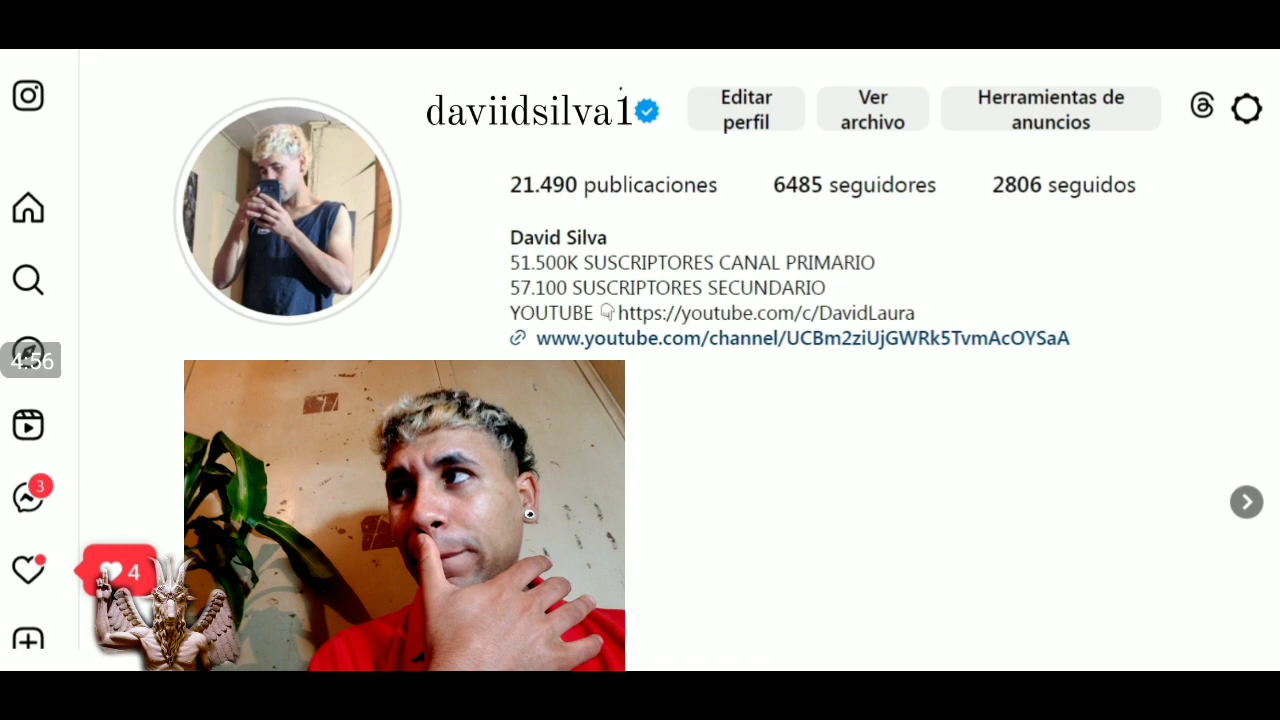 daviidsilva1
Editar
perfil
Ver
archivo
Herramientas de
anuncios
21.490 publicaciones
6485 seguidores
2806 seguidos
David Silva
51.500K SUSCRIPTORES CANAL PRIMARIO
57.100 SUSCRIPTORES SECUNDARIO
YOUTUBE 👇https://youtube.com/c/DavidLaura
www.youtube.com/channel/UCBm2ziUjGWRk5TvmAcOYSaA
4:56
3
4